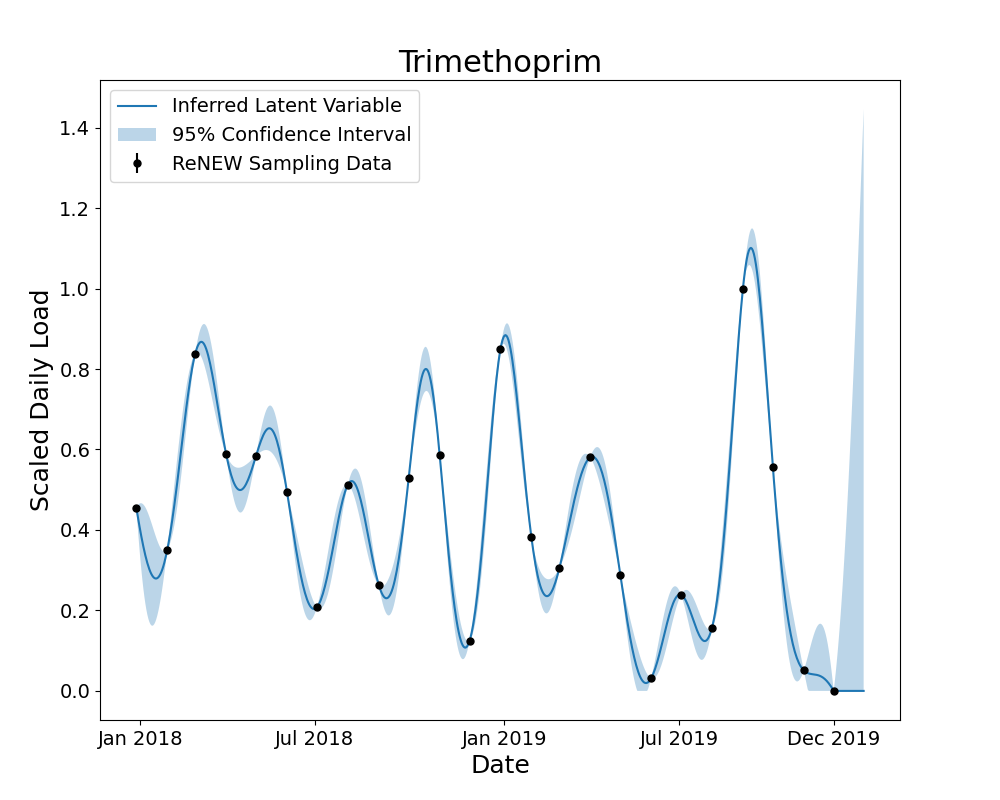 Trimethoprim
Inferred Latent Variable
95% Confidence Interval
ReNEW Sampling Data
Scaled Daily Load
1.4
1.2
1.0
0.8
0.6
0.4
0.2
0.0
Jan 2018
Jul 2018
Jan 2019
Jul 2019
Dec 2019
Date